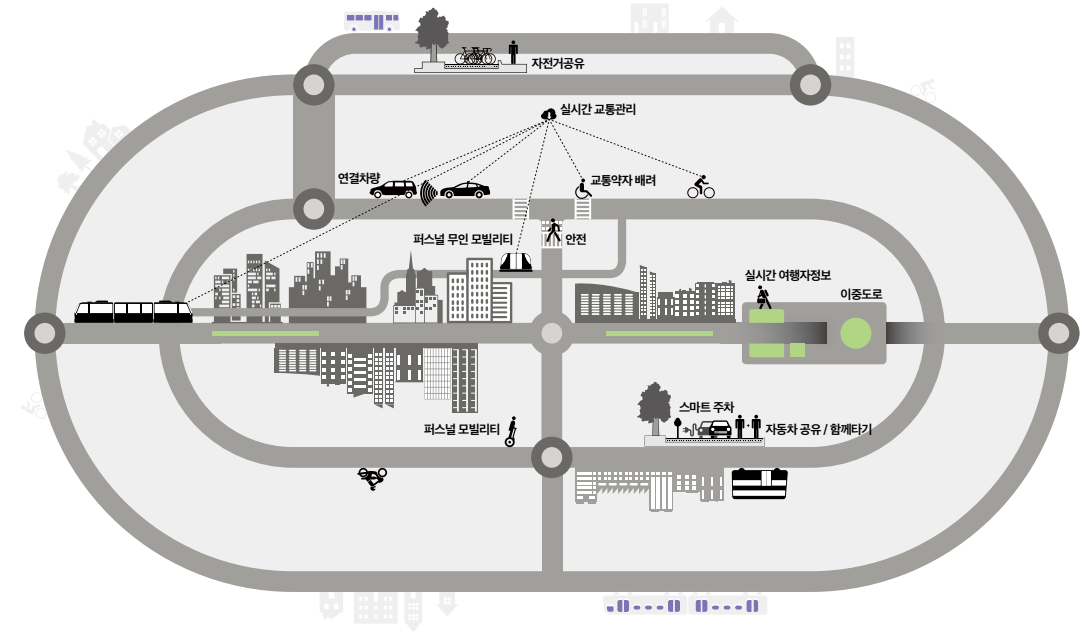 자전거공유
실시간 교통관리
연결차량
교통약자 배려
퍼스널 무인 모빌리티
안전
실시간 여행자정보
이중도로
스마트 주차
퍼스널 모빌리티
자동차 공유 / 함께타기